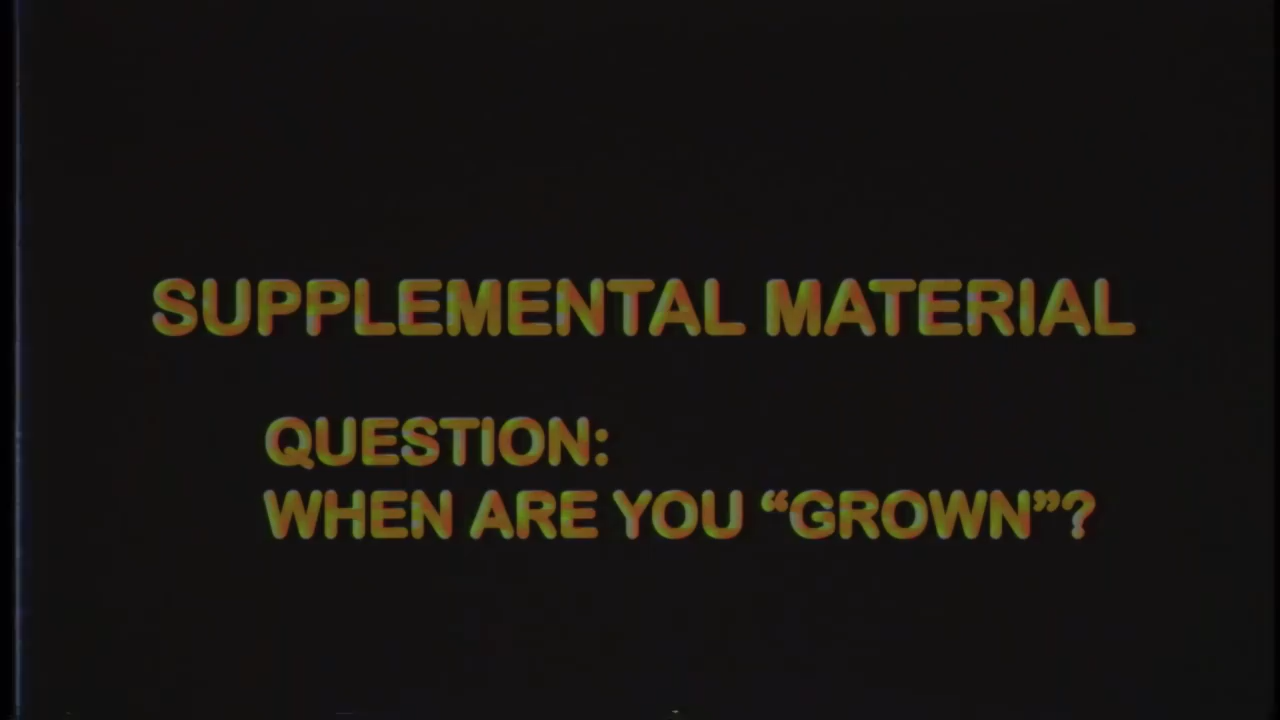 SUPPLEMENTAL MATERIAL
QUESTION:
WHEN ARE YOU “GROWN”?